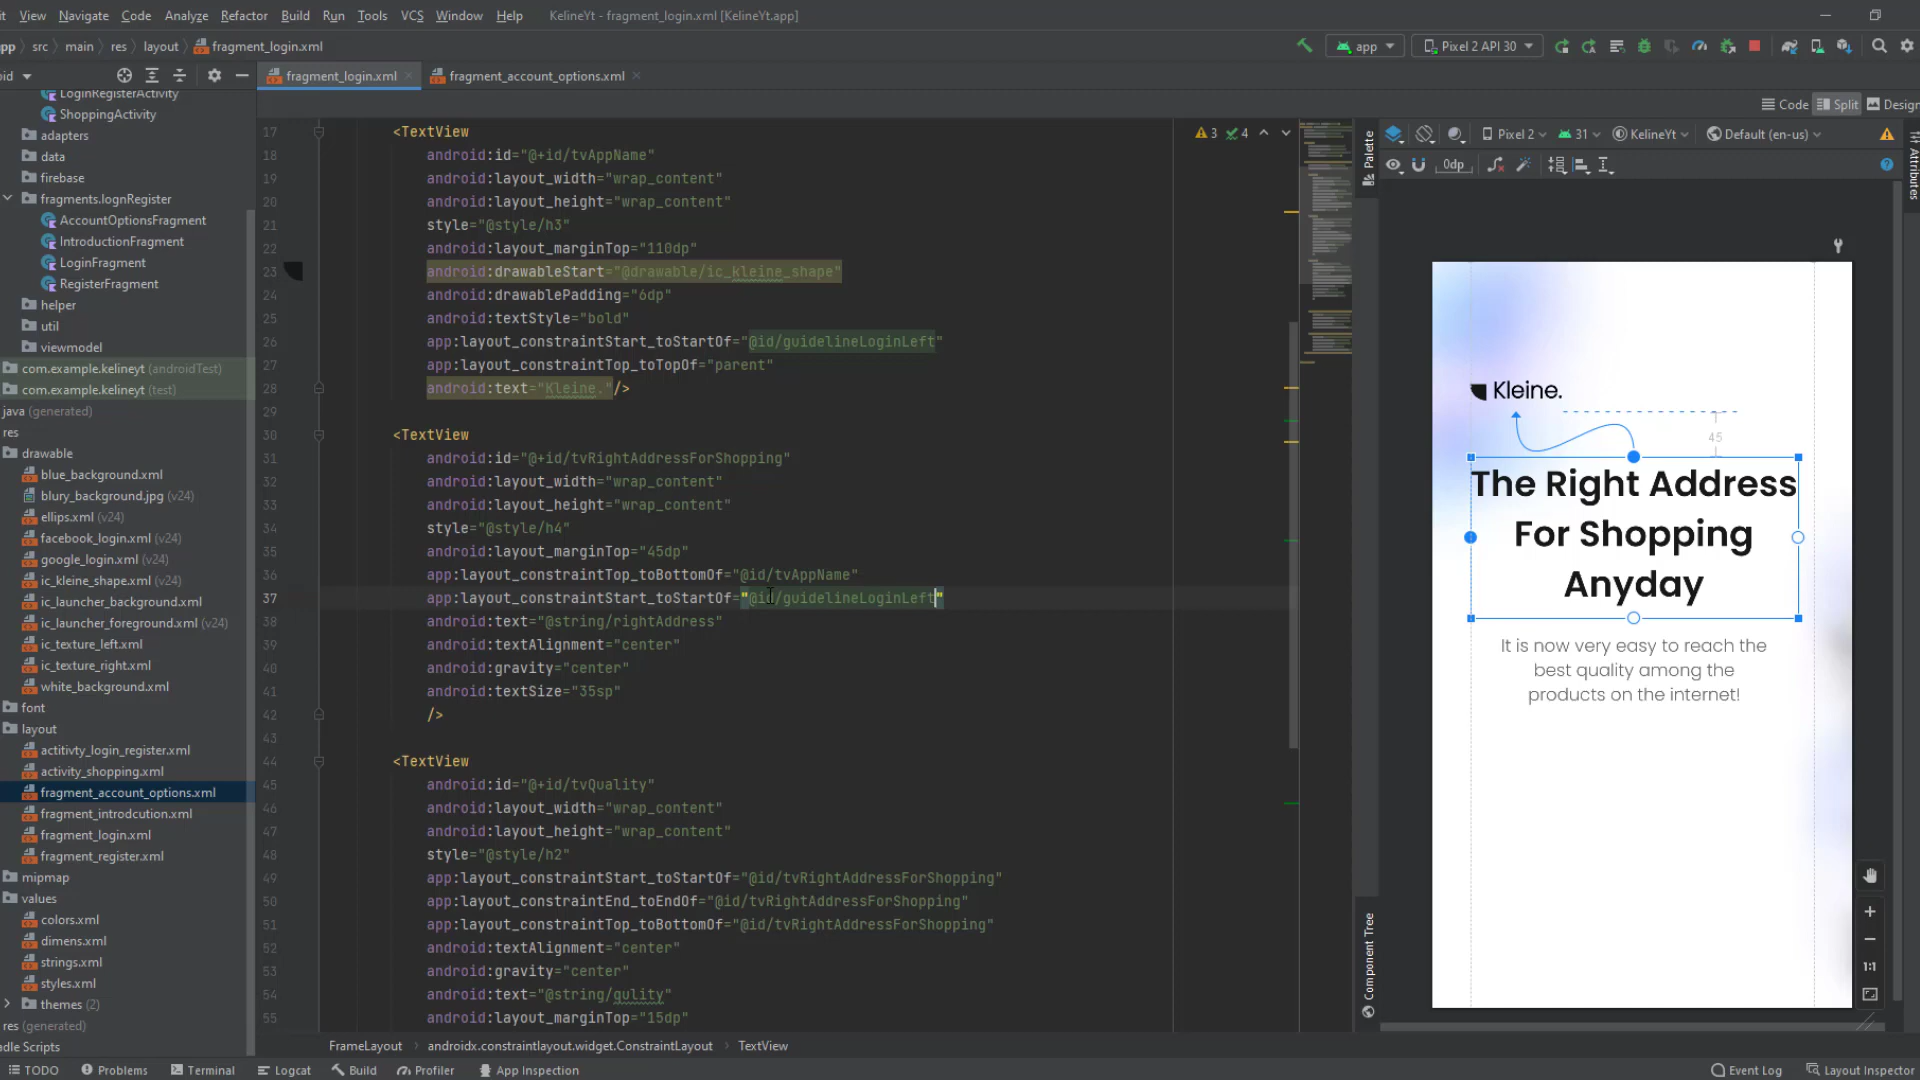 it View Navigate Code Analyze Refactor Build Run Tools VCS Window Help KelineYt - fragment_login.xml [KelineYt.app]
app src main res layout fragment_login.xml app Pixel 2 API 30
fragment_login.xml fragment_account_options.xml
Code Split Design
LoginRegisterActivity
ShoppingActivity
adapters
data
firebase
fragments.lognRegister
AccountOptionsFragment
IntroductionFragment
LoginFragment
RegisterFragment
helper
util
viewmodel
com.example.kelineyt (androidTest)
com.example.kelineyt (test)
java (generated)
res
drawable
blue_background.xml
blury_background.jpg (v24)
ellips.xml (v24)
facebook_login.xml (v24)
google_login.xml (v24)
ic_kleine_shape.xml (v24)
ic_launcher_background.xml
ic_launcher_foreground.xml (v24)
ic_texture_left.xml
ic_texture_right.xml
white_background.xml
font
layout
actitivty_login_register.xml
activity_shopping.xml
fragment_account_options.xml
fragment_introdcution.xml
fragment_login.xml
fragment_register.xml
mipmap
values
colors.xml
dimens.xml
strings.xml
styles.xml
themes (2)
res (generated)
adle Scripts
17 <TextView
18 android:id="@+id/tvAppName"
19 android:layout_width="wrap_content"
20 android:layout_height="wrap_content"
21 style="@style/h3"
22 android:layout_marginTop="110dp"
23 android:drawableStart="@drawable/ic_kleine_shape"
24 android:drawablePadding="6dp"
25 android:textStyle="bold"
26 app:layout_constraintStart_toStartOf="@id/guidelineLoginLeft"
27 app:layout_constraintTop_toTopOf="parent"
28 android:text="Kleine."/>
29
30 <TextView
31 android:id="@+id/tvRightAddressForShopping"
32 android:layout_width="wrap_content"
33 android:layout_height="wrap_content"
34 style="@style/h4"
35 android:layout_marginTop="45dp"
36 app:layout_constraintTop_toBottomOf="@id/tvAppName"
37 app:layout_constraintStart_toStartOf="@id/guidelineLoginLeft"
38 android:text="@string/rightAddress"
39 android:textAlignment="center"
40 android:gravity="center"
41 android:textSize="35sp"
42 />
43
44 <TextView
45 android:id="@+id/tvQuality"
46 android:layout_width="wrap_content"
47 android:layout_height="wrap_content"
48 style="@style/h2"
49 app:layout_constraintStart_toStartOf="@id/tvRightAddressForShopping"
50 app:layout_constraintEnd_toEndOf="@id/tvRightAddressForShopping"
51 app:layout_constraintTop_toBottomOf="@id/tvRightAddressForShopping"
52 android:textAlignment="center"
53 android:gravity="center"
54 android:text="@string/qulity"
55 android:layout_marginTop="15dp"
3 4
Palette
Pixel 2 31 KelineYt Default (en-us)
0dp
Attributes
Kleine.
45
The Right Address
For Shopping
Anyday
It is now very easy to reach the
best quality among the
products on the internet!
1:1
Component Tree
FrameLayout androidx.constraintlayout.widget.ConstraintLayout TextView
TODO Problems Terminal Logcat Build Profiler App Inspection Event Log Layout Inspector